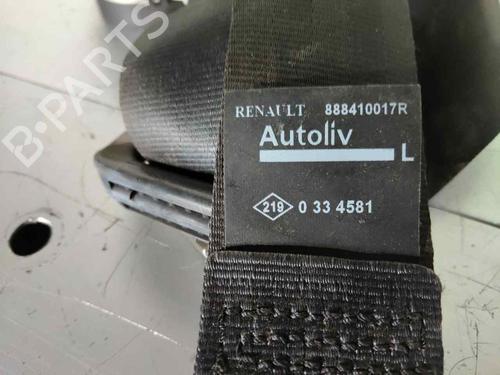 RENAULT 888410017R
Autoliv
L
219 0 33 4581
B-PARTS